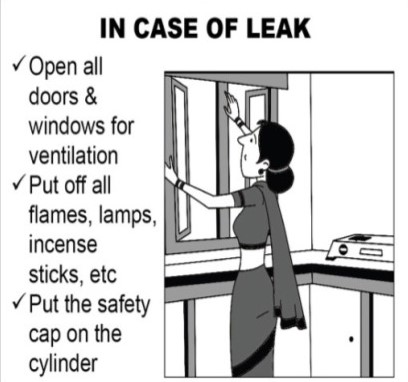 IN CASE OF LEAK
✓ Open all
doors &
windows for
ventilation
✓ Put off all
flames, lamps,
incense
sticks, etc
✓ Put the safety
cap on the
cylinder